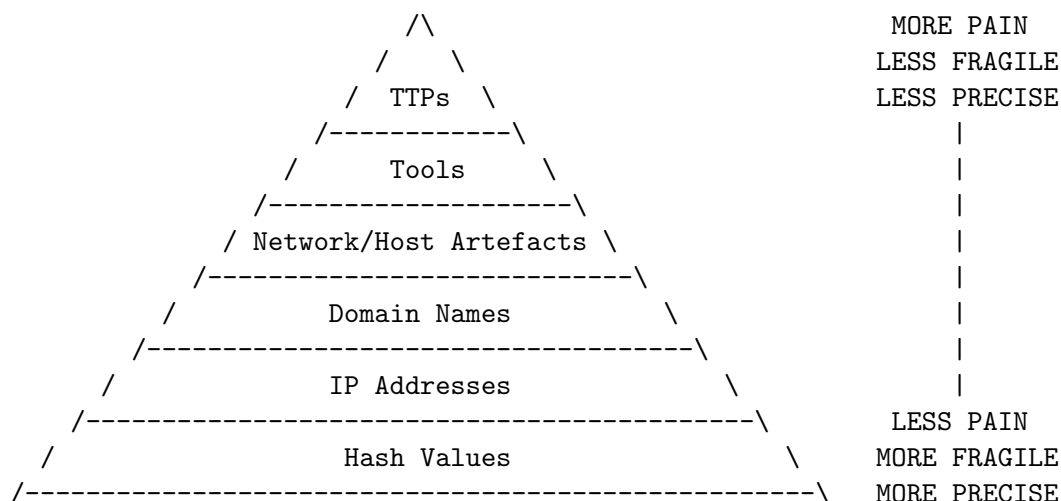 MORE PAIN
LESS FRAGILE
TTPs LESS PRECISE
Tools
Network/Host Artefacts
Domain Names
IP Addresses
LESS PAIN
Hash Values MORE FRAGILE
MORE PRECISE